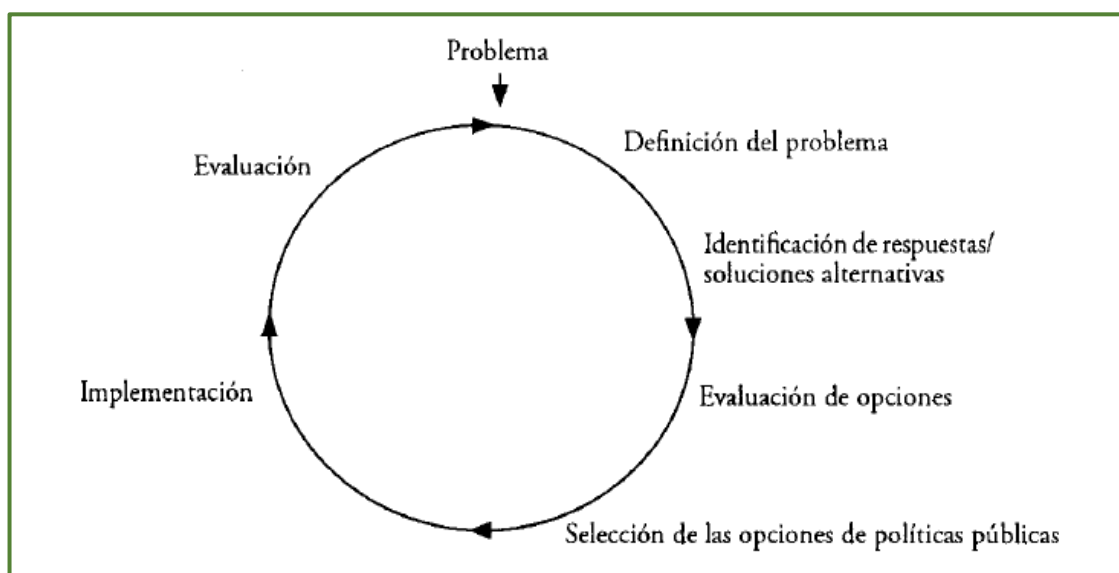 Problema
Definición del problema
Identificación de respuestas/
soluciones alternativas
Evaluación de opciones
Selección de las opciones de políticas públicas
Implementación
Evaluación